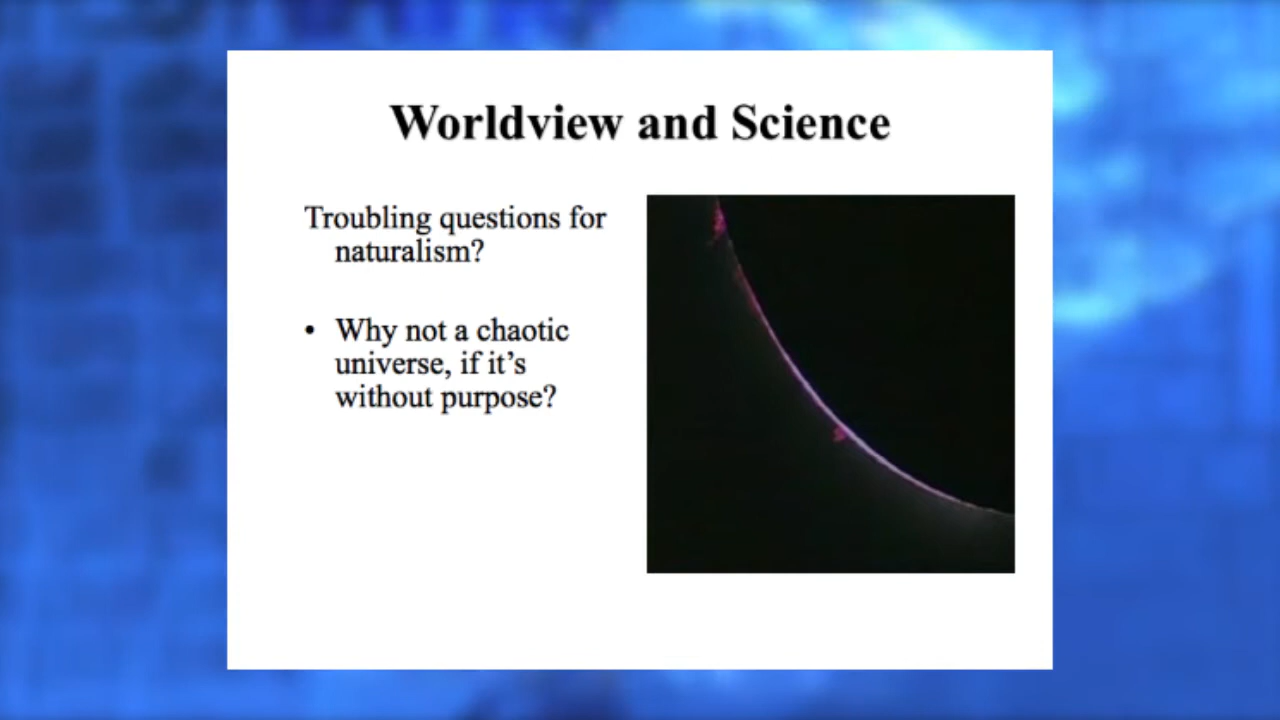 Worldview and Science
Troubling questions for
naturalism?
• Why not a chaotic
universe, if it’s
without purpose?